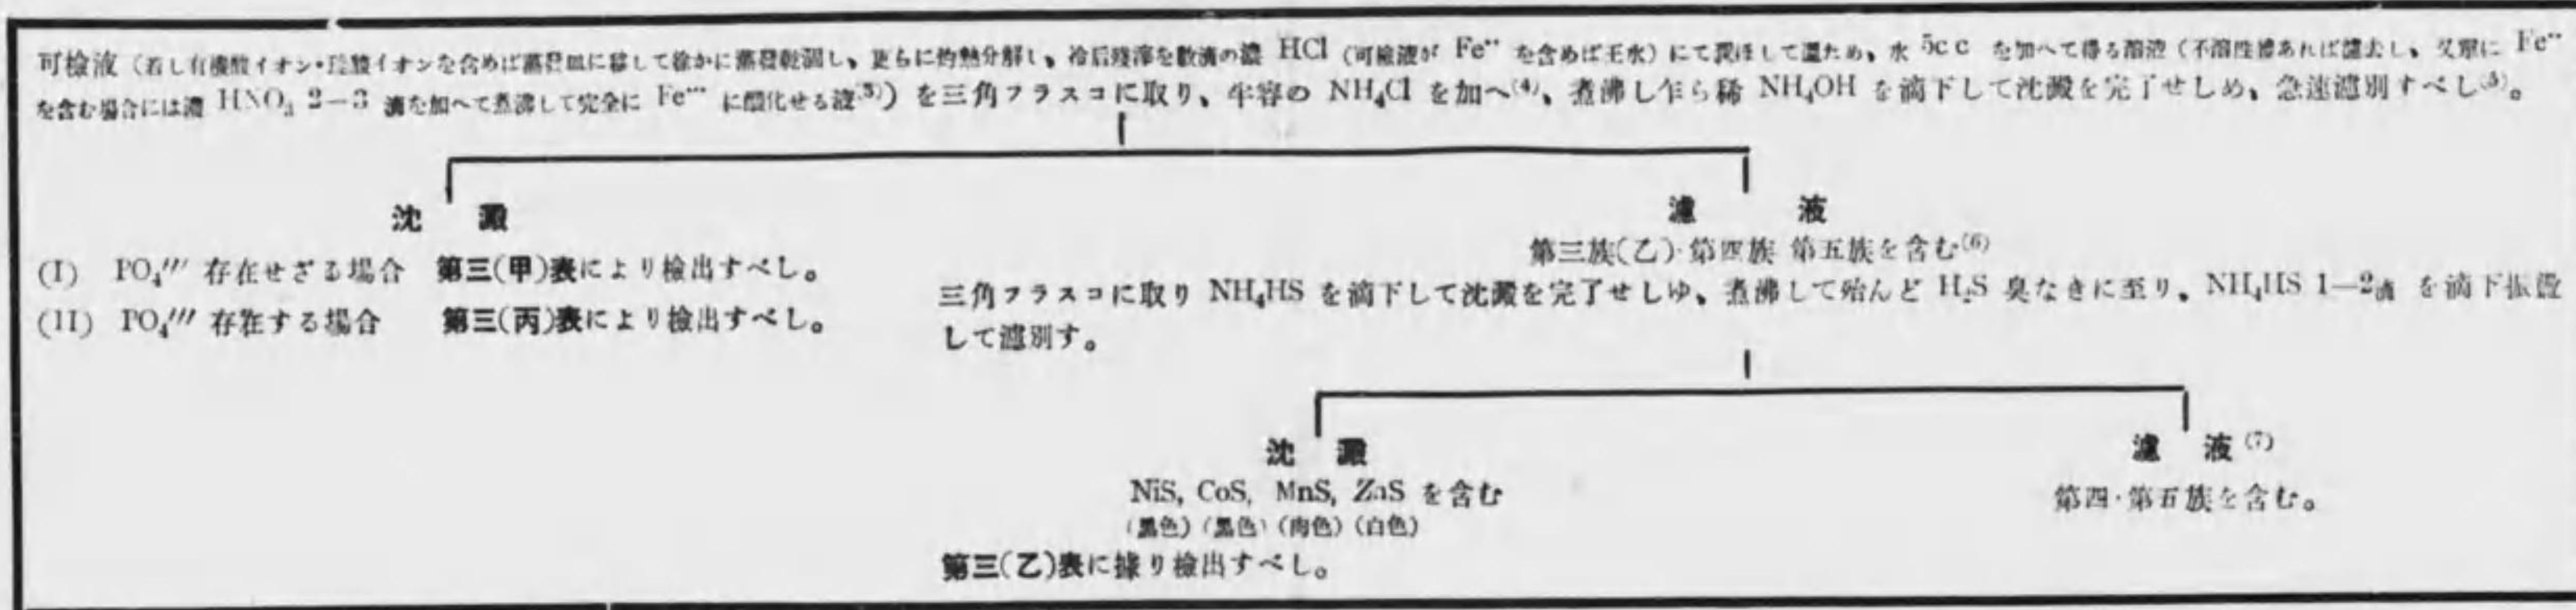 可檢液(若し有機酸イオン・珪酸イオンを含めば蒸發皿に移して徐かに蒸發乾涸し、更らに灼熱分解し、冷后殘滓を數滴の濃 HCl (可檢液が Fe·· を含めば王水) にて潤ほして溫ため、水 5cc を加へて得る溶液 (不溶性滓あれば濾去し、又單に Fe··
を含む場合には濃 HNO₃ 2—3 滴を加へて煮沸して完全に Fe··· に酸化せる液⁽³⁾) を三角フラスコに取り、半容の NH₄Cl を加へ⁽⁴⁾、煮沸し乍ら稀 NH₄OH を滴下して沈澱を完了せしめ、急速濾別すべし⁽⁵⁾。
沈 澱
(I) PO₄′′′ 存在せざる場合 第三(甲)表により檢出すべし。
(II) PO₄′′′ 存在する場合 第三(丙)表により檢出すべし。
濾 液
第三族(乙)·第四族 第五族を含む⁽⁶⁾
三角フラスコに取り NH₄HS を滴下して沈澱を完了せしゆ、煮沸して殆んど H₂S 臭なきに至り、NH₄HS 1—2滴 を滴下振盪
して濾別す。
沈 澱
NiS, CoS, MnS, ZnS を含む
(黑色) (黑色) (肉色) (白色)
第三(乙)表に據り檢出すべし。
濾 液⁽⁷⁾
第四·第五族を含む。